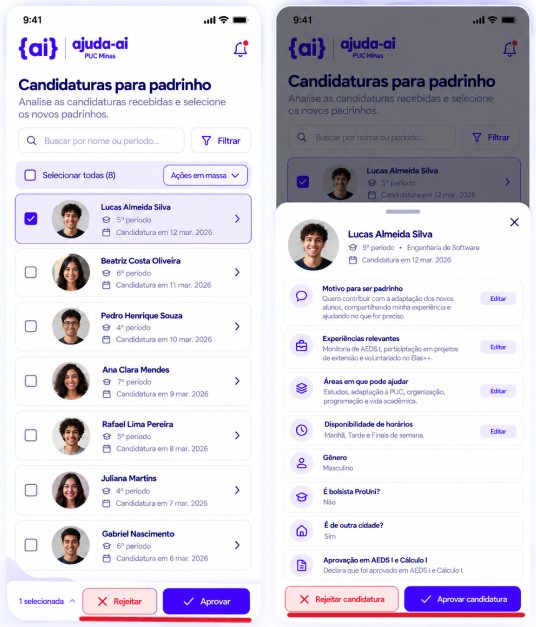 9:41
{ai} ajuda-ai
PUC Minas
Candidaturas para padrinho
Analise as candidaturas recebidas e selecione
os novos padrinhos.
Buscar por nome ou período...
Filtrar
Selecionar todas (8)
Ações em massa
Lucas Almeida Silva
5º período
Candidatura em 12 mar. 2026
Beatriz Costa Oliveira
6º período
Candidatura em 11 mar. 2026
Pedro Henrique Souza
4º período
Candidatura em 10 mar. 2026
Ana Clara Mendes
7º período
Candidatura em 9 mar. 2026
Rafael Lima Pereira
5º período
Candidatura em 8 mar. 2026
Juliana Martins
4º período
Candidatura em 7 mar. 2026
Gabriel Nascimento
6º período
Candidatura em 6 mar. 2026
1 selecionada
Rejeitar
Aprovar
9:41
{ai} ajuda-ai
PUC Minas
Candidaturas para padrinho
Analise as candidaturas recebidas e selecione
os novos padrinhos.
Buscar por nome ou período...
Filtrar
Lucas Almeida Silva
5º período
Candidatura em 12 mar. 2026
Lucas Almeida Silva
5º período • Engenharia de Software
Candidatura em 12 mar. 2026
Motivo para ser padrinho
Quero contribuir com a adaptação dos novos
alunos, compartilhando minha experiência e
ajudando no que for preciso.
Editar
Experiências relevantes
Monitoria de AEDS I, participação em projetos
de extensão e voluntariado no Elas++.
Editar
Áreas em que pode ajudar
Estudos, adaptação à PUC, organização,
programação e vida acadêmica.
Editar
Disponibilidade de horários
Manhã, Tarde e Finais de semana.
Editar
Gênero
Masculino
É bolsista ProUni?
Não
É de outra cidade?
Sim
Aprovação em AEDS I e Cálculo I
Declara que foi aprovado em AEDS I e Cálculo I.
Rejeitar candidatura
Aprovar candidatura